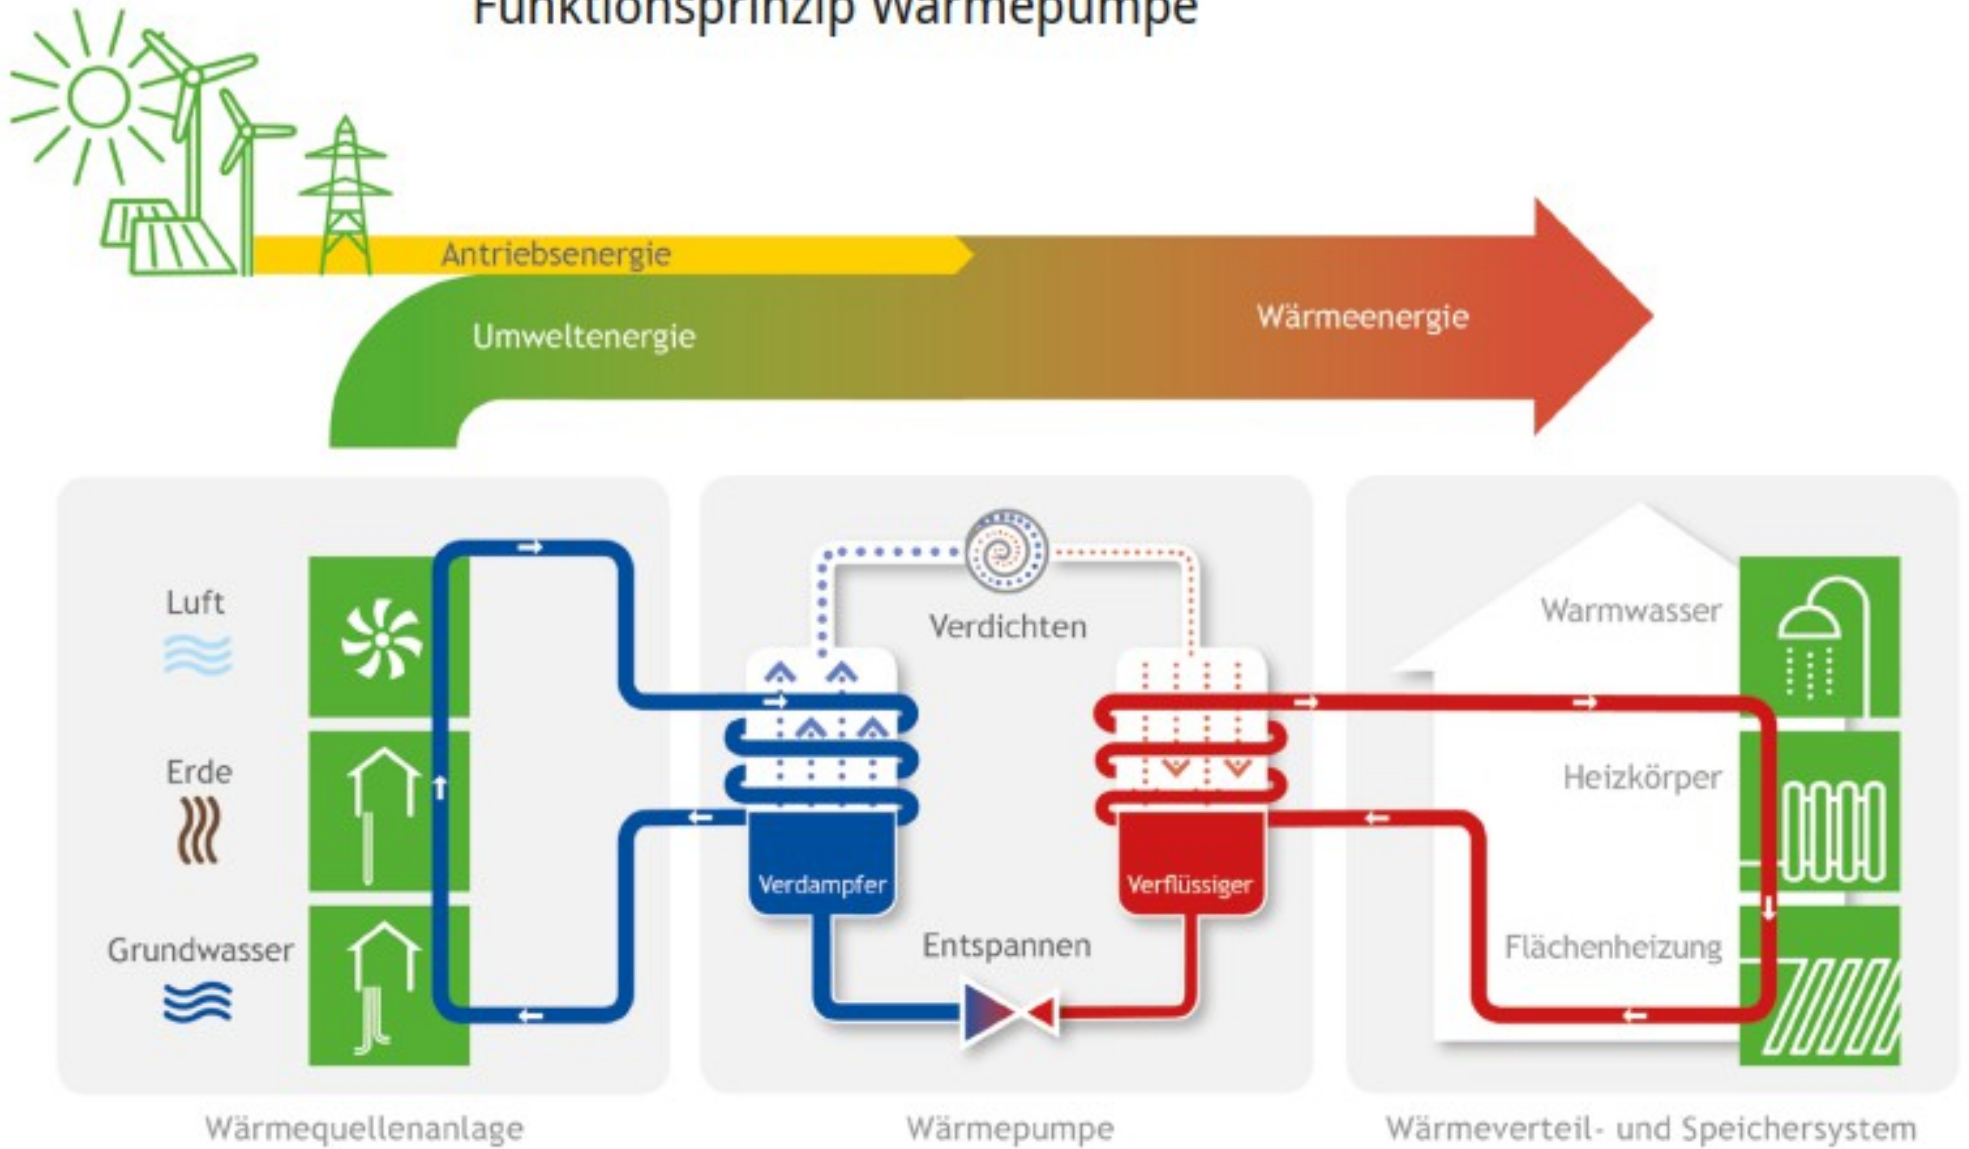 Funktionsprinzip Wärmepumpe
Antriebsenergie
Umweltenergie
Wärmeenergie
Luft
Erde
Grundwasser
Verdichten
Verdampfer
Verflüssiger
Entspannen
Warmwasser
Heizkörper
Flächenheizung
Wärmequellenanlage
Wärmepumpe
Wärmeverteil- und Speichersystem